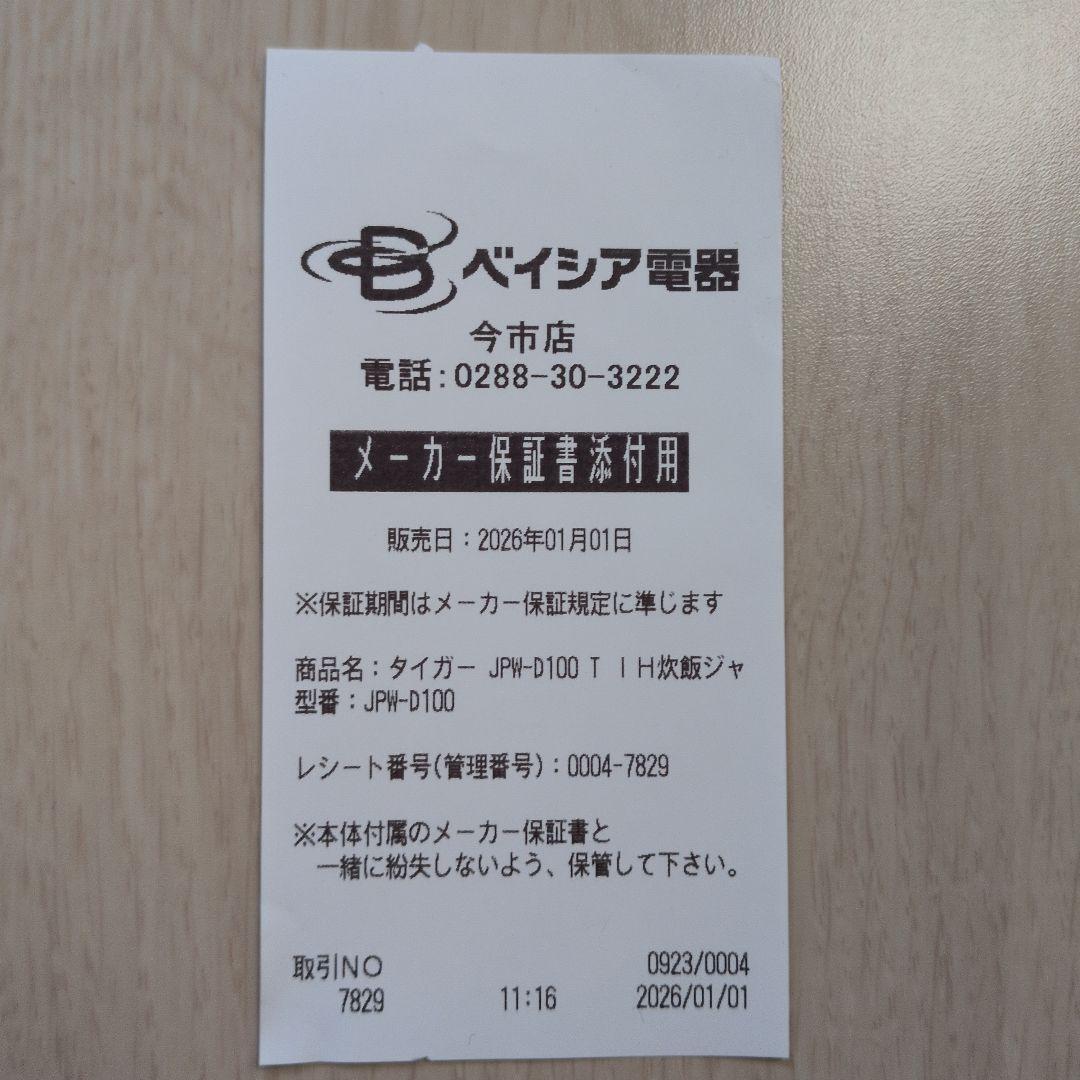 B ベイシア電器
今市店
電話:0288-30-3222
メーカー保証書添付用
販売日:2026年01月01日
※保証期間はメーカー保証規定に準じます
商品名:タイガー JPW-D100 T IH炊飯ジャ
型番:JPW-D100
レシート番号(管理番号):0004-7829
※本体付属のメーカー保証書と
一緒に紛失しないよう、保管して下さい。
取引NO 0923/0004
7829 11:16 2026/01/01